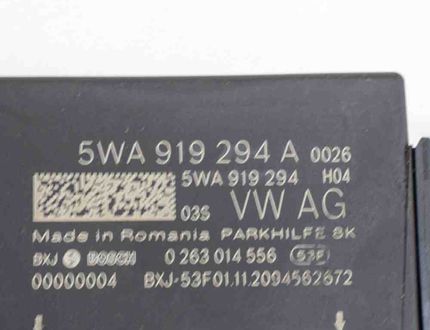 5WA 919 294 A 0026
5WA 919 294 H04
03S VW AG
Made in Romania PARKHILFE 8K
BXJ BOSCH 0 263 014 556 53F
00000004 BXJ-53F01.11.2094562672